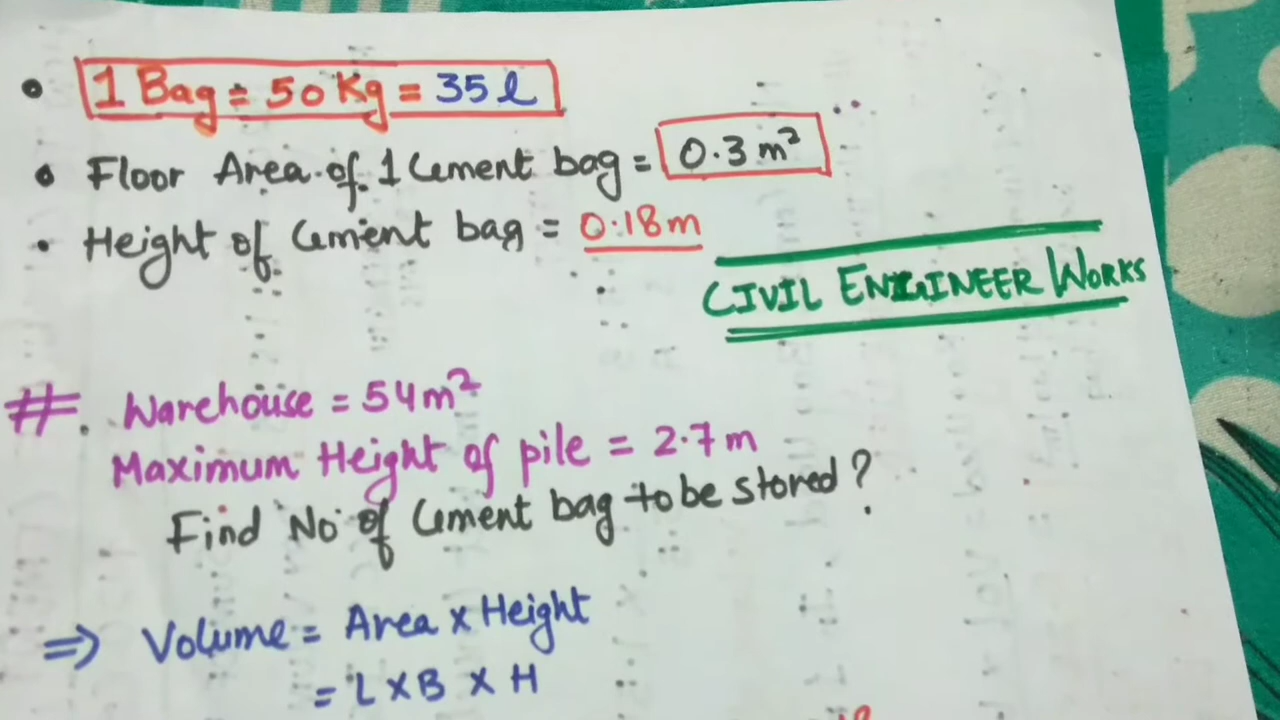 1 Bag = 50 Kg = 35 l
Floor Area of 1 Cement bag = 0.3 m²
Height of Cement bag = 0.18m
CIVIL ENGINEER WORKS
#. Warehouse = 54m²
Maximum Height of pile = 2.7 m
Find No of Cement bag to be stored?
⇒ Volume = Area x Height
= L x B x H